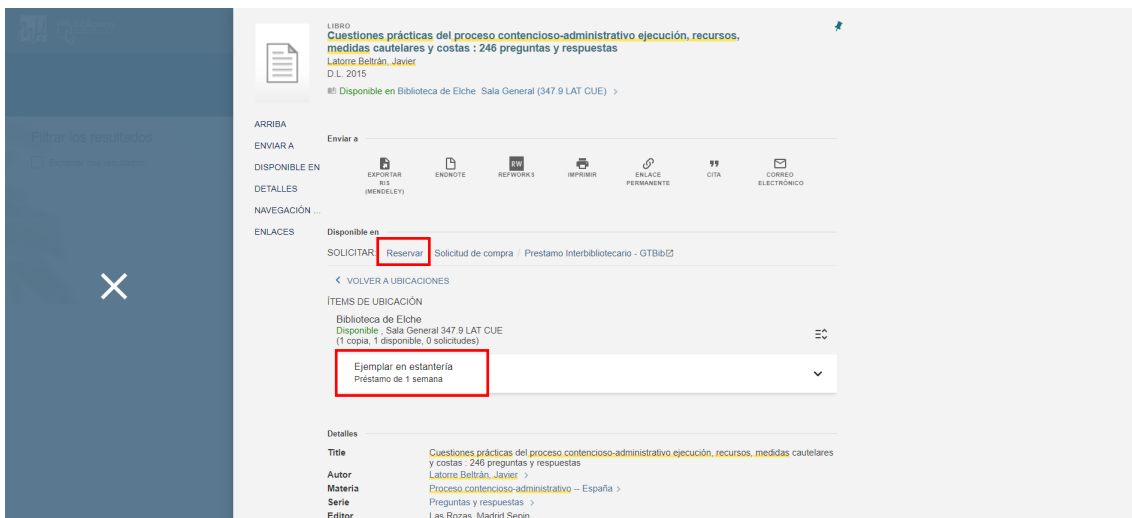 LIBRO
Cuestiones prácticas del proceso contencioso-administrativo ejecución, recursos,
medidas cautelares y costas : 246 preguntas y respuestas
Latorre Beltrán, Javier
D.L. 2015
Disponible en Biblioteca de Elche Sala General (347.9 LAT CUE) >
Filtrar los resultados
ARRIBA
ENVIAR A
DISPONIBLE EN
DETALLES
NAVEGACIÓN ...
ENLACES
Enviar a
EXPORTAR
RIS
(MENDELEY)
ENDNOTE
RW
REFWORKS
IMPRIMIR
ENLACE
PERMANENTE
CITA
CORREO
ELECTRÓNICO
Disponible en
SOLICITAR: Reservar Solicitud de compra / Prestamo Interbibliotecario - GTBib
< VOLVER A UBICACIONES
ÍTEMS DE UBICACIÓN
Biblioteca de Elche
Disponible , Sala General 347.9 LAT CUE
(1 copia, 1 disponible, 0 solicitudes)
Ejemplar en estantería
Préstamo de 1 semana
Detalles
Title Cuestiones prácticas del proceso contencioso-administrativo ejecución, recursos, medidas cautelares
y costas : 246 preguntas y respuestas
Autor Latorre Beltrán, Javier >
Materia Proceso contencioso-administrativo -- España >
Serie Preguntas y respuestas >
Editor Las Rozas, Madrid Sepin